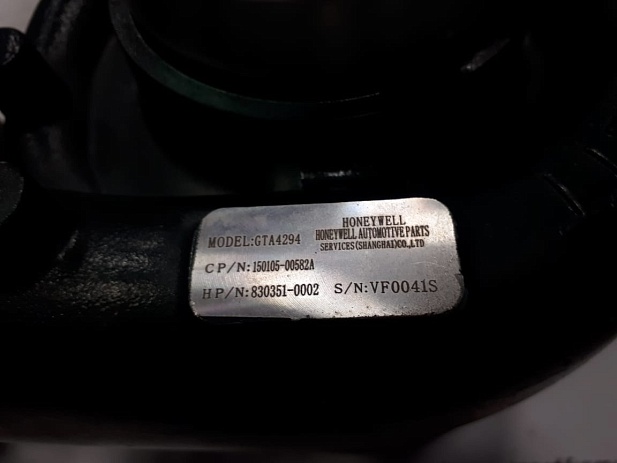 HONEYWELL
MODEL:GTA4294 HONEYWELL AUTOMOTIVE PARTS
SERVICES(SHANGHAI)CO.,LTD
CP/N:150105-00582A
HP/N:830351-0002 S/N:VF0041S